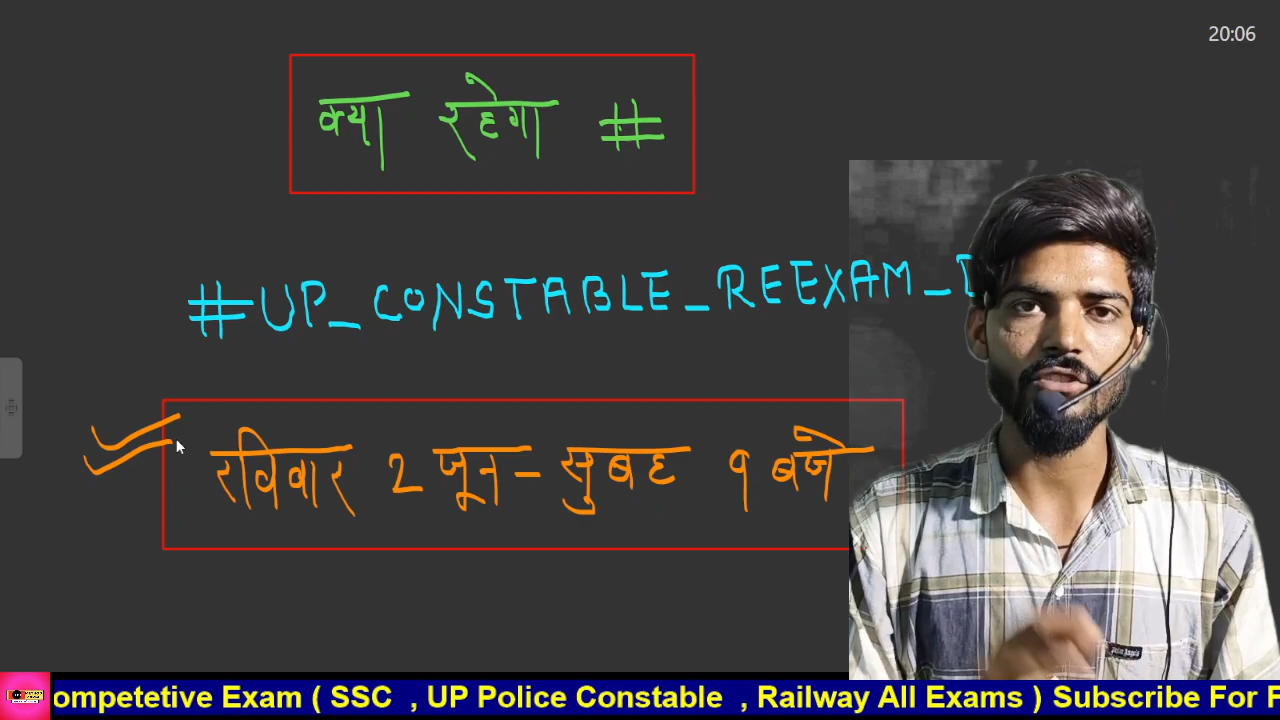 20:06
क्या रहेगा #
#UP_CONSTABLE_REEXAM_
रविवार 2 जून - सुबह 9 बजे
ompetetive Exam ( SSC , UP Police Constable , Railway All Exams ) Subscribe For F